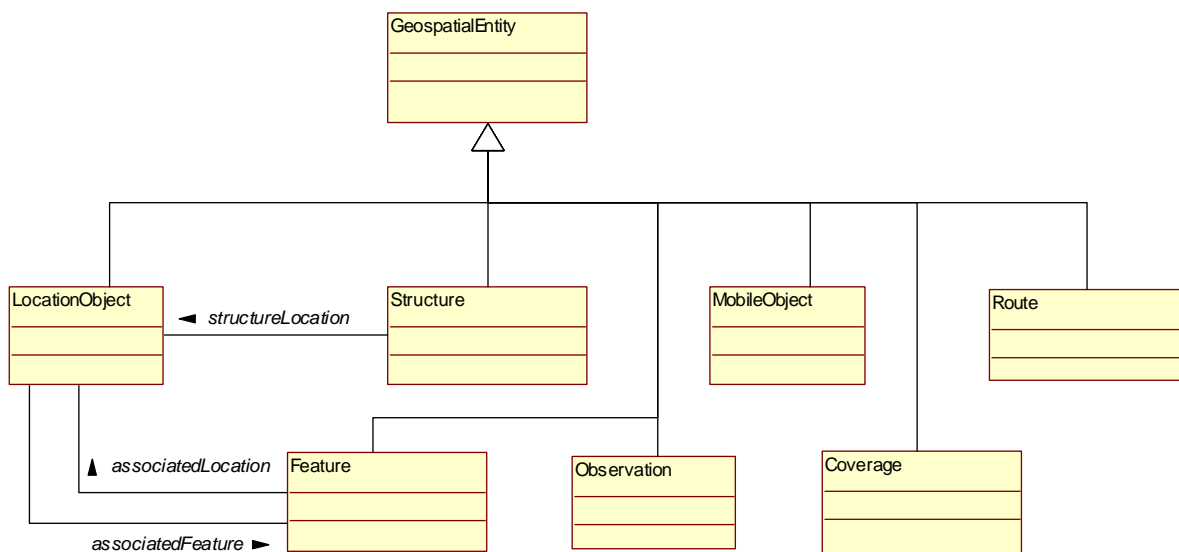 GeospatialEntity
LocationObject
Structure
MobileObject
Route
structureLocation
associatedLocation
Feature
Observation
Coverage
associatedFeature